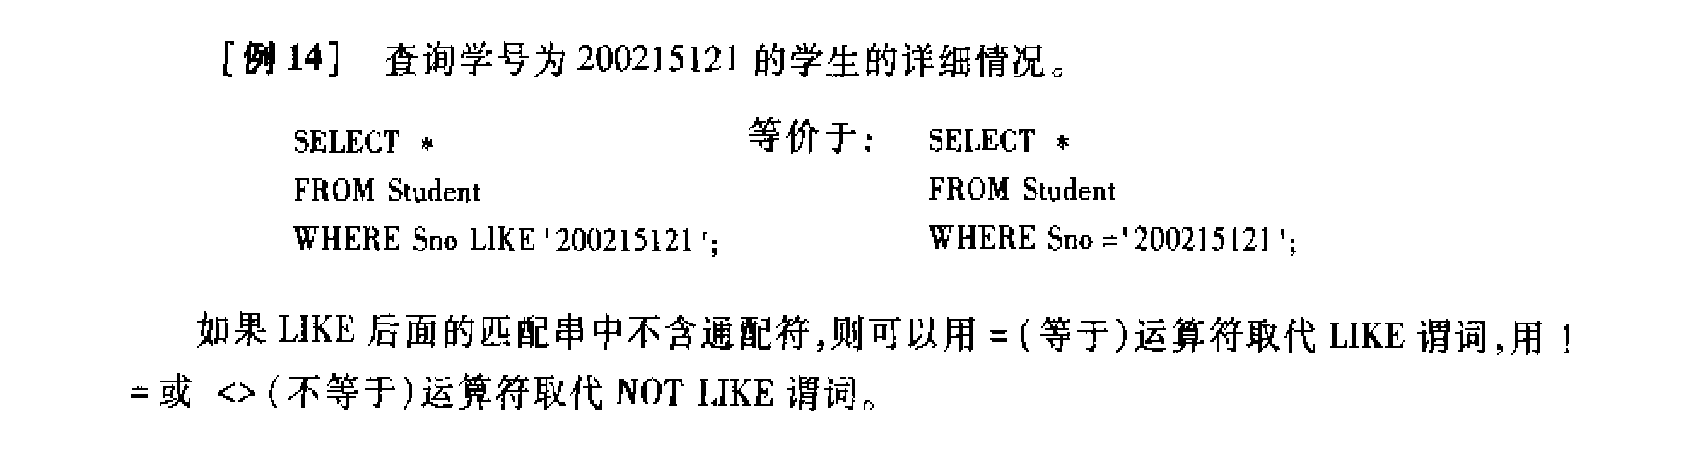 [例 14] 查询学号为 200215121 的学生的详细情况。
SELECT * 等价于: SELECT *
FROM Student FROM Student
WHERE Sno LIKE '200215121'; WHERE Sno ='200215121';
如果 LIKE 后面的匹配串中不含通配符,则可以用 = (等于)运算符取代 LIKE 谓词,用 !
= 或 <> (不等于)运算符取代 NOT LIKE 谓词。